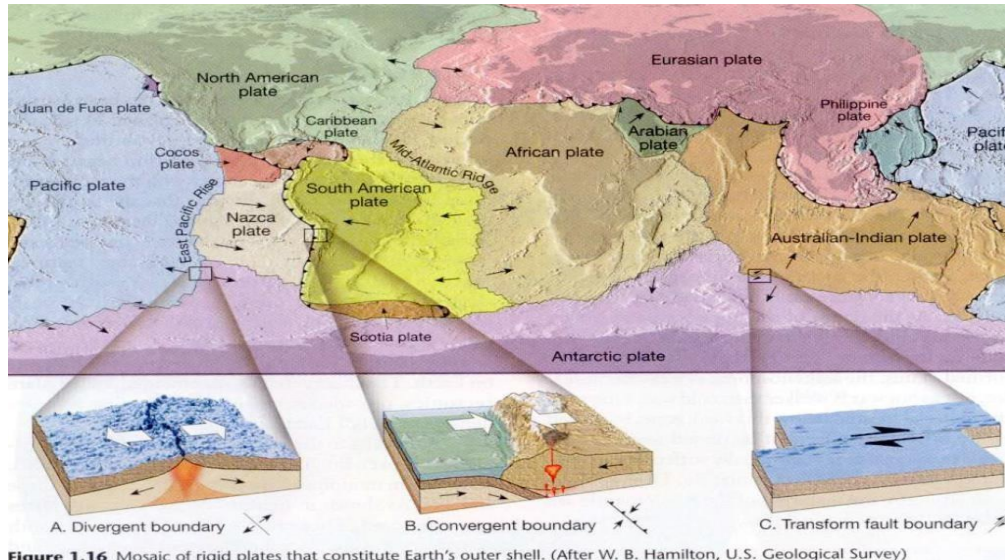 North American
plate
Eurasian plate
Juan de Fuca plate
Caribbean
plate
Philippine
plate
Arabian
plate
Pacific
plate
Cocos
plate
Mid-Atlantic Ridge
African plate
Pacific plate
East Pacific Rise
South American
plate
Nazca
plate
Australian-Indian plate
Scotia plate
Antarctic plate
A. Divergent boundary
B. Convergent boundary
C. Transform fault boundary
Figure 1.16 Mosaic of rigid plates that constitute Earth's outer shell. (After W. B. Hamilton, U.S. Geological Survey)